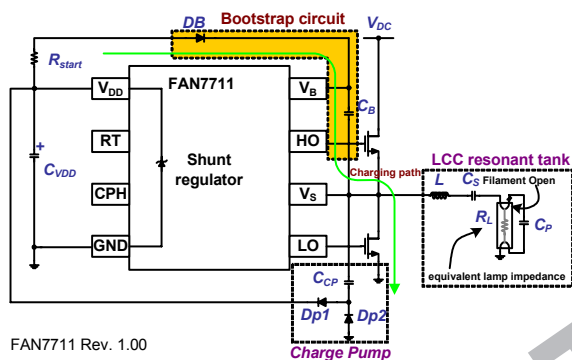 Bootstrap circuit
DB
VDC
Rstart
FAN7711
VDD
VB
CB
RT
HO
Shunt
regulator
CVDD
+
Charging path
LCC resonant tank
CPH
VS
L
CS
Filament Open
RL
CP
GND
LO
equivalent lamp impedance
CCP
Dp1
Dp2
Charge Pump
FAN7711 Rev. 1.00